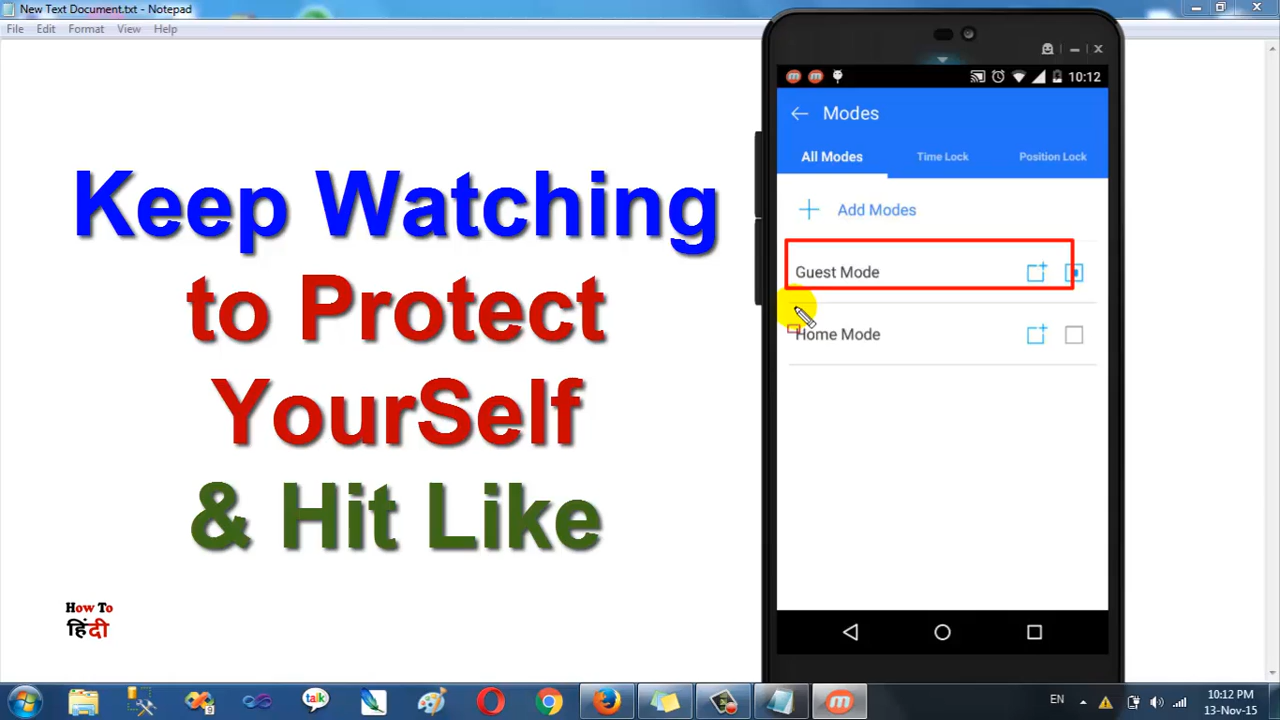 New Text Document.txt - Notepad
File Edit Format View Help
Keep Watching
to Protect
YourSelf
& Hit Like
How To
हिंदी
10:12
Modes
All Modes Time Lock Position Lock
Add Modes
Guest Mode
Home Mode
talk
EN
10:12 PM
13-Nov-15